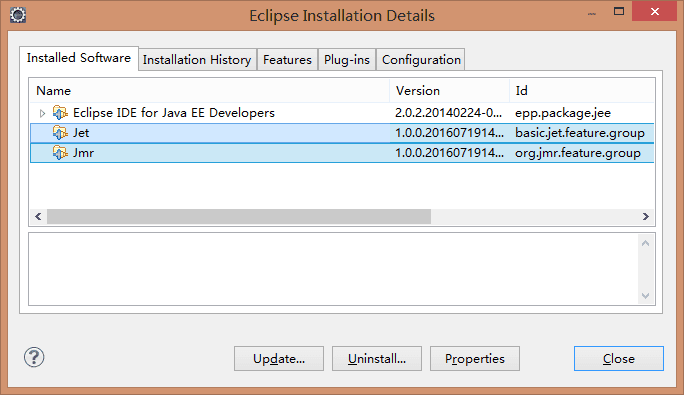 Eclipse Installation Details
Installed Software Installation History Features Plug-ins Configuration
Name Version Id
Eclipse IDE for Java EE Developers 2.0.2.20140224-0... epp.package.jee
Jet 1.0.0.2016071914... basic.jet.feature.group
Jmr 1.0.0.2016071914... org.jmr.feature.group
? Update... Uninstall... Properties Close